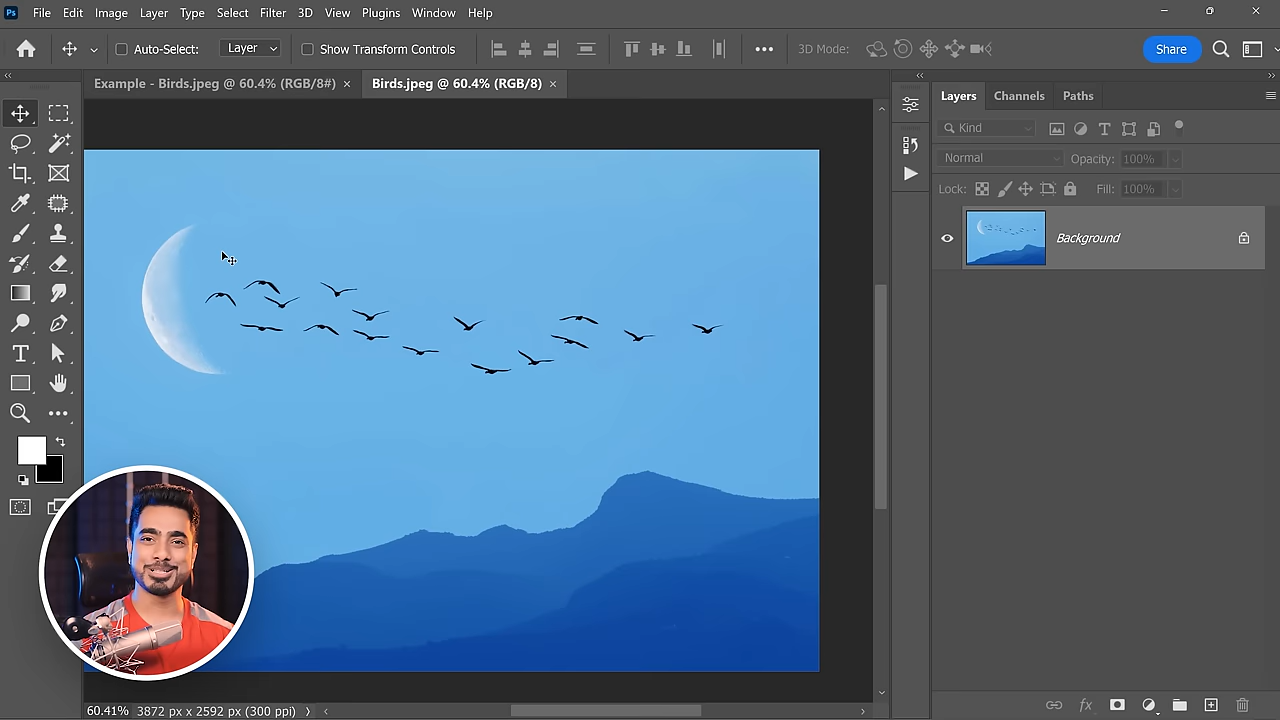 Ps File Edit Image Layer Type Select Filter 3D View Plugins Window Help
Auto-Select: Layer Show Transform Controls 3D Mode: Share
Example - Birds.jpeg @ 60.4% (RGB/8#) × Birds.jpeg @ 60.4% (RGB/8) ×
Layers Channels Paths
Kind
Normal Opacity: 100%
Lock: Fill: 100%
Background
T
fx
60.41% 3872 px x 2592 px (300 ppi)